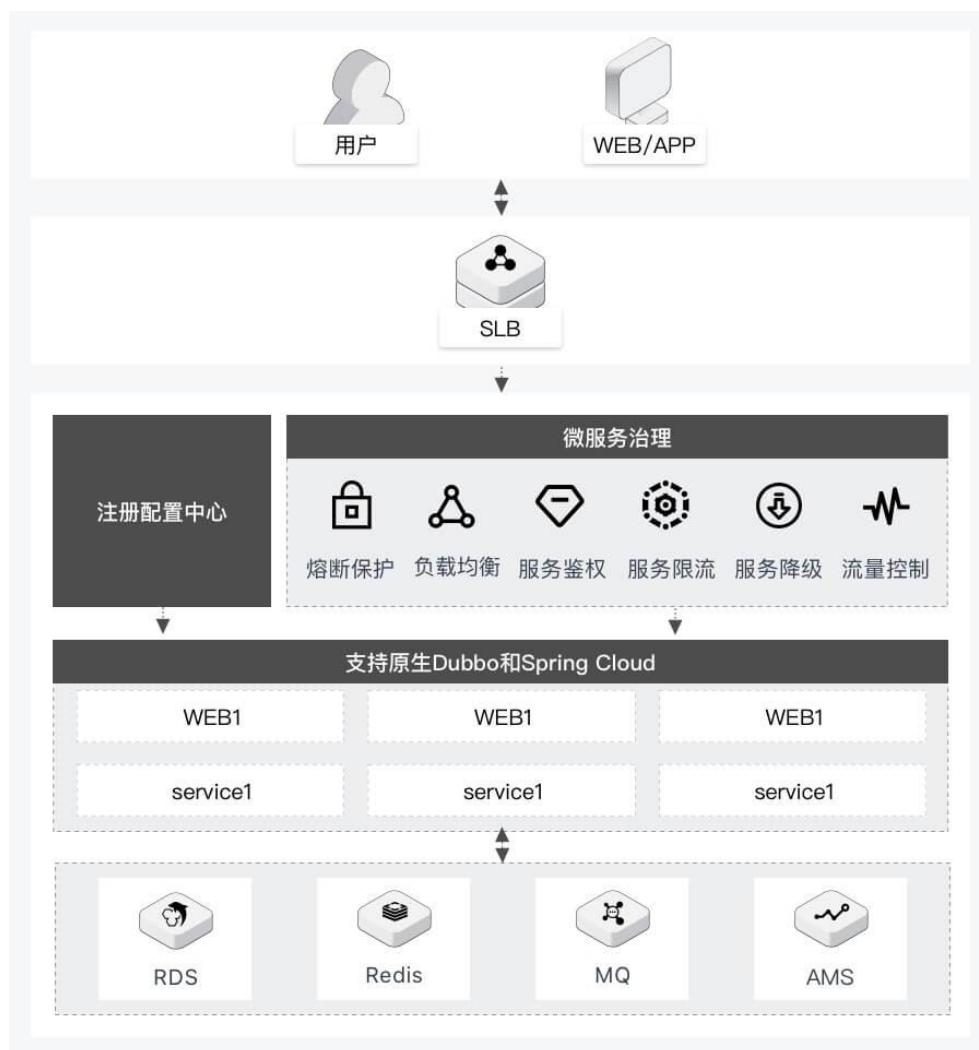 用户
WEB/APP
SLB
注册配置中心
微服务治理
熔断保护 负载均衡 服务鉴权 服务限流 服务降级 流量控制
支持原生Dubbo和Spring Cloud
WEB1 WEB1 WEB1
service1 service1 service1
RDS Redis MQ AMS